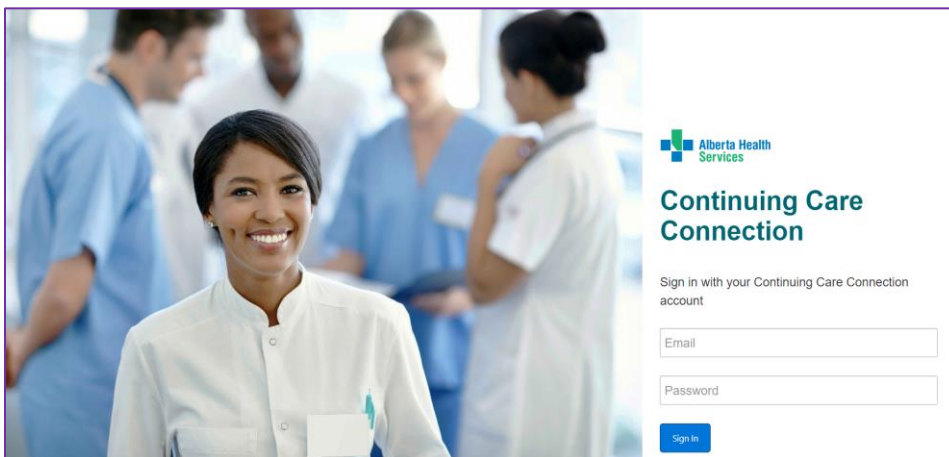 Alberta Health
Services
Continuing Care
Connection
Sign in with your Continuing Care Connection
account
Email
Password
Sign In